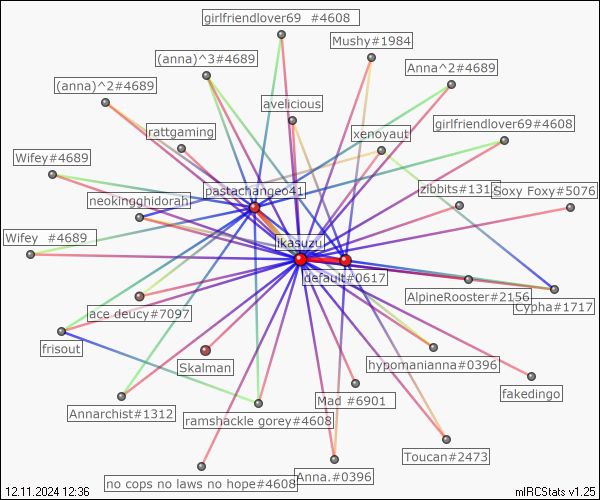 girlfriendlover69 #4608
Mushy#1984
(anna)^3#4689
Anna^2#4689
(anna)^2#4689
avelicious
girlfriendlover69#4608
rattgaming
xenoyaut
Wifey#4689
pastachange041
zibbits#131
Soxy Foxy#5076
neokingghidorah
Wifey #4689
ikasuzu
default#0617
AlpineRooster#2156
Cypha#1717
ace deucy#7097
frisout
Skalman
hypomanianna#0396
fakedingo
Mad #6901
Annarchist#1312
ramshackle gorey#4608
Toucan#2473
no cops no laws no hope#4608
Anna.#0396
12.11.2024 12:36
mIRCStats v1.25